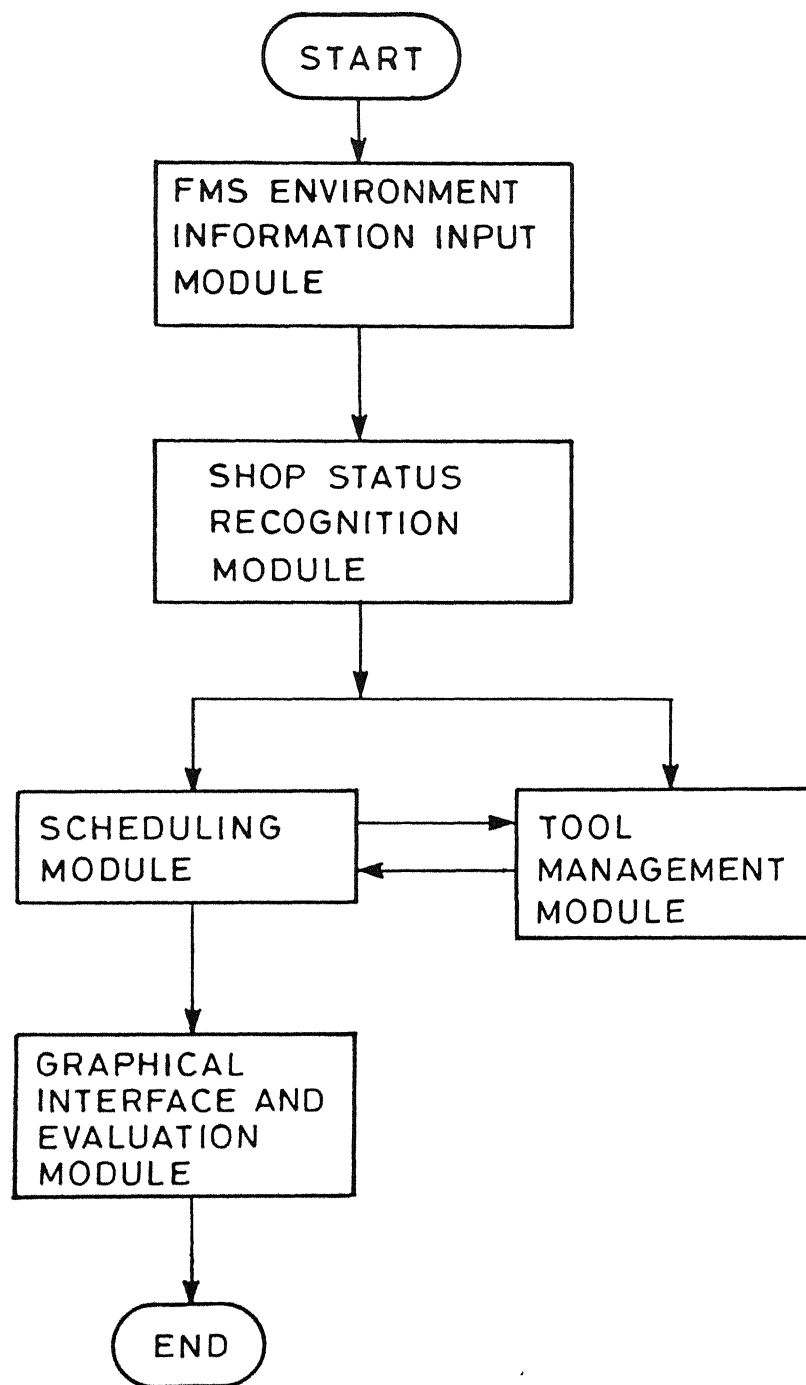 START
FMS ENVIRONMENT
INFORMATION INPUT
MODULE
SHOP STATUS
RECOGNITION
MODULE
SCHEDULING
MODULE
TOOL
MANAGEMENT
MODULE
GRAPHICAL
INTERFACE AND
EVALUATION
MODULE
END